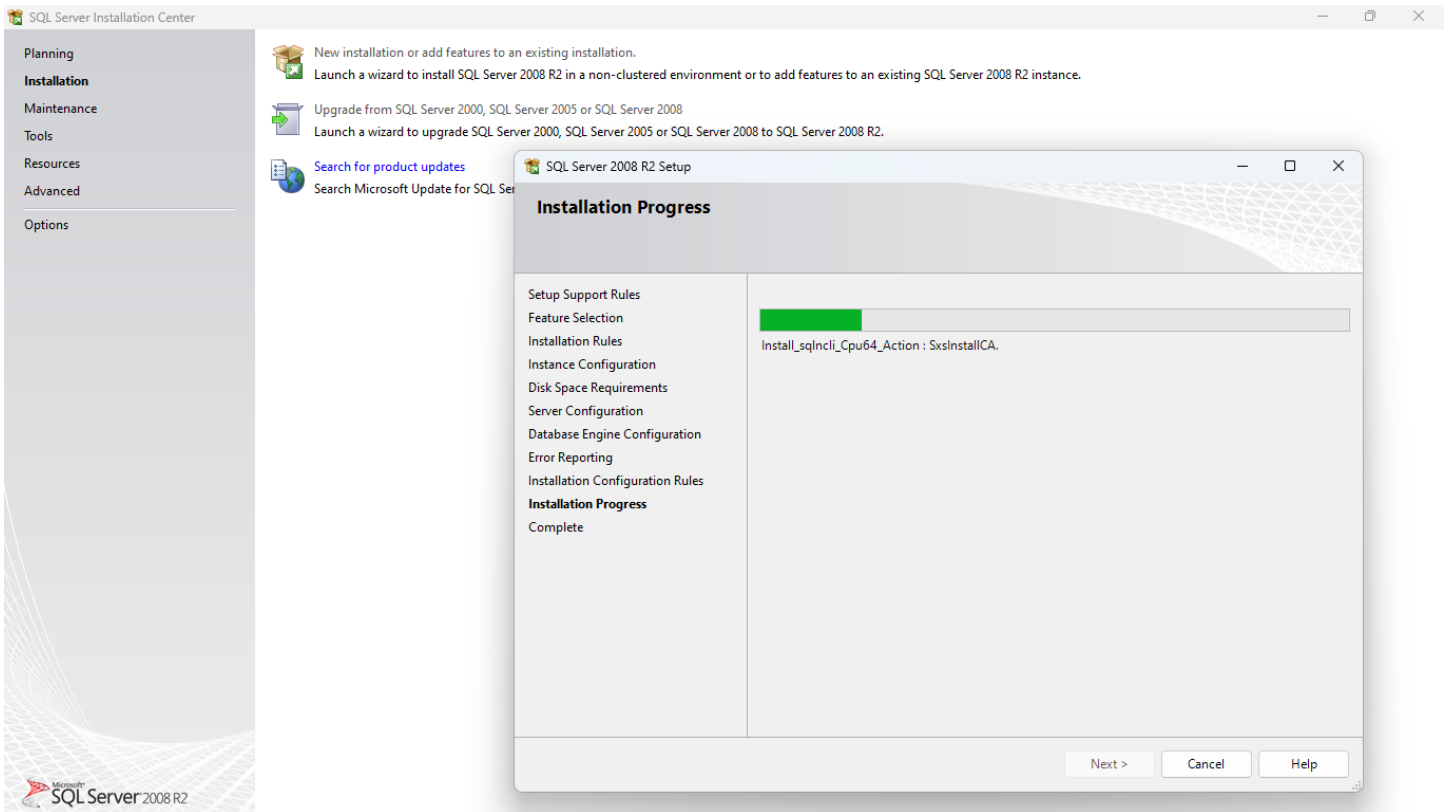 SQL Server Installation Center
Planning
Installation
Maintenance
Tools
Resources
Advanced
Options
New installation or add features to an existing installation.
Launch a wizard to install SQL Server 2008 R2 in a non-clustered environment or to add features to an existing SQL Server 2008 R2 instance.
Upgrade from SQL Server 2000, SQL Server 2005 or SQL Server 2008
Launch a wizard to upgrade SQL Server 2000, SQL Server 2005 or SQL Server 2008 to SQL Server 2008 R2.
Search for product updates
Search Microsoft Update for SQL Ser
SQL Server 2008 R2 Setup
Installation Progress
Setup Support Rules
Feature Selection
Installation Rules
Instance Configuration
Disk Space Requirements
Server Configuration
Database Engine Configuration
Error Reporting
Installation Configuration Rules
Installation Progress
Complete
Install_sqlncli_Cpu64_Action : SxsInstallCA.
Next >
Cancel
Help
Microsoft
SQL Server 2008 R2